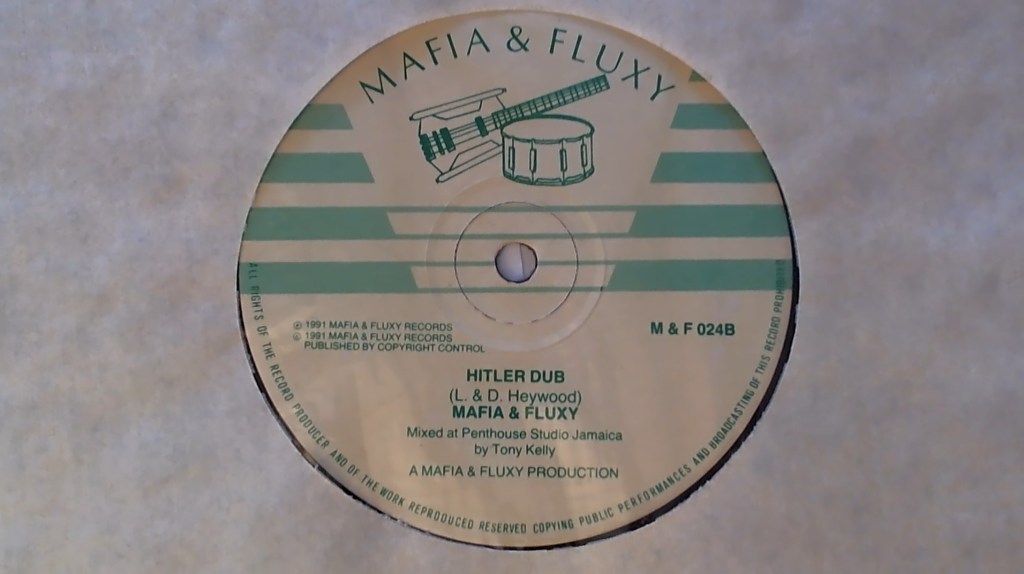 MAFIA & FLUXY
℗ 1991 MAFIA & FLUXY RECORDS
© 1991 MAFIA & FLUXY RECORDS
PUBLISHED BY COPYRIGHT CONTROL
M & F 024B
HITLER DUB
(L. & D. Heywood)
MAFIA & FLUXY
Mixed at Penthouse Studio Jamaica
by Tony Kelly
A MAFIA & FLUXY PRODUCTION
ALL RIGHTS OF THE RECORD PRODUCER AND OF THE WORK REPRODUCED RESERVED COPYING PUBLIC PERFORMANCES AND BROADCASTING OF THIS RECORD